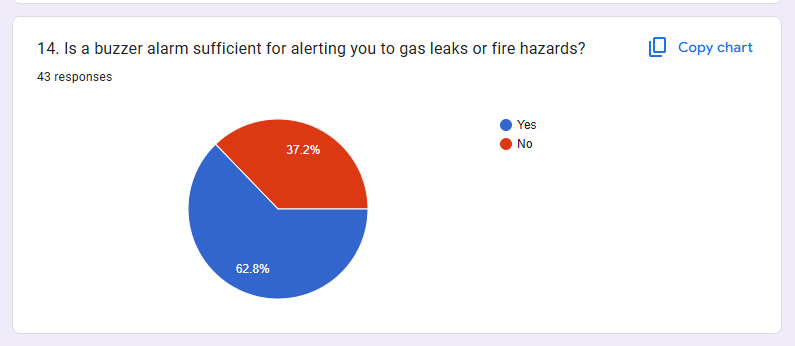 14. Is a buzzer alarm sufficient for alerting you to gas leaks or fire hazards?
Copy chart
43 responses
Yes
No
37.2%
62.8%